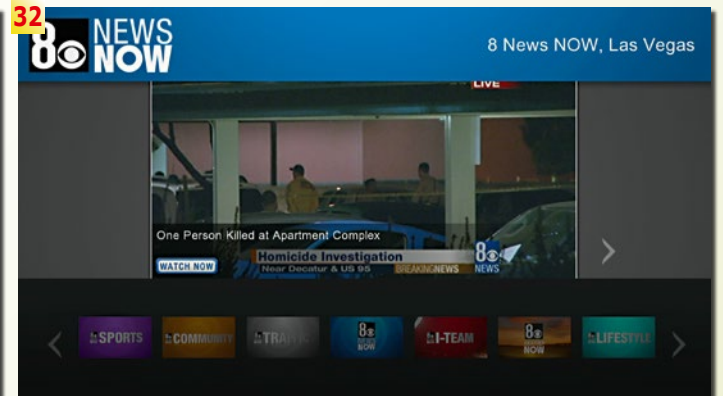 32
8 NEWS NOW
8 News NOW, Las Vegas
LIVE
One Person Killed at Apartment Complex
WATCH NOW
Homicide Investigation
Near Decatur & US 95
BREAKING NEWS
8 NEWS
SPORTS
COMMUNITY
TRAFFIC
8 NEWS NOW
I-TEAM
8 NOW
LIFESTYLE